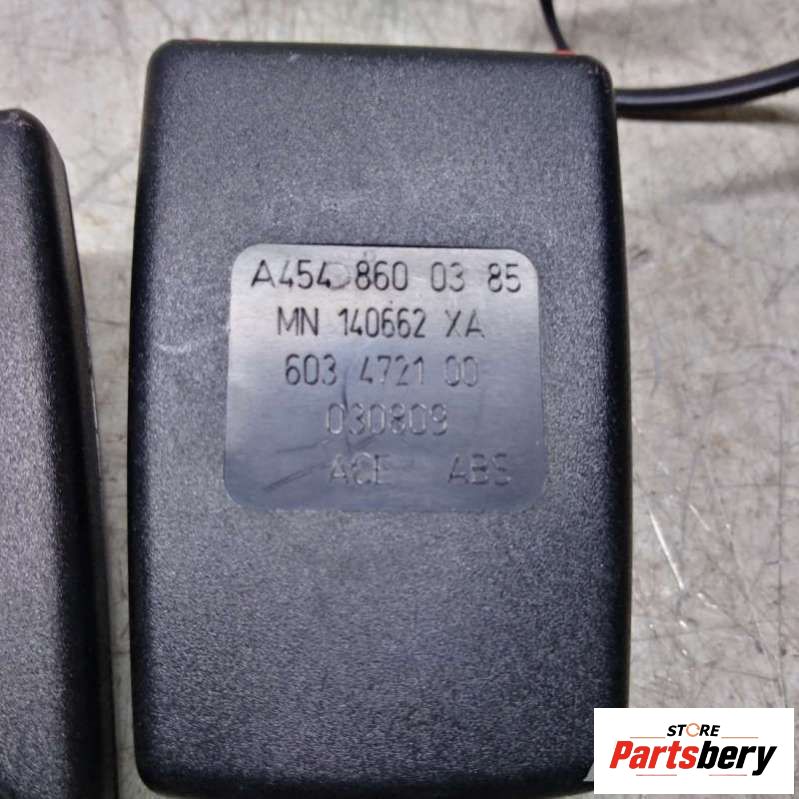 A454 860 03 85
MN 140662 XA
603 4721 00
030809
ACE ABS
STORE
Partsbery